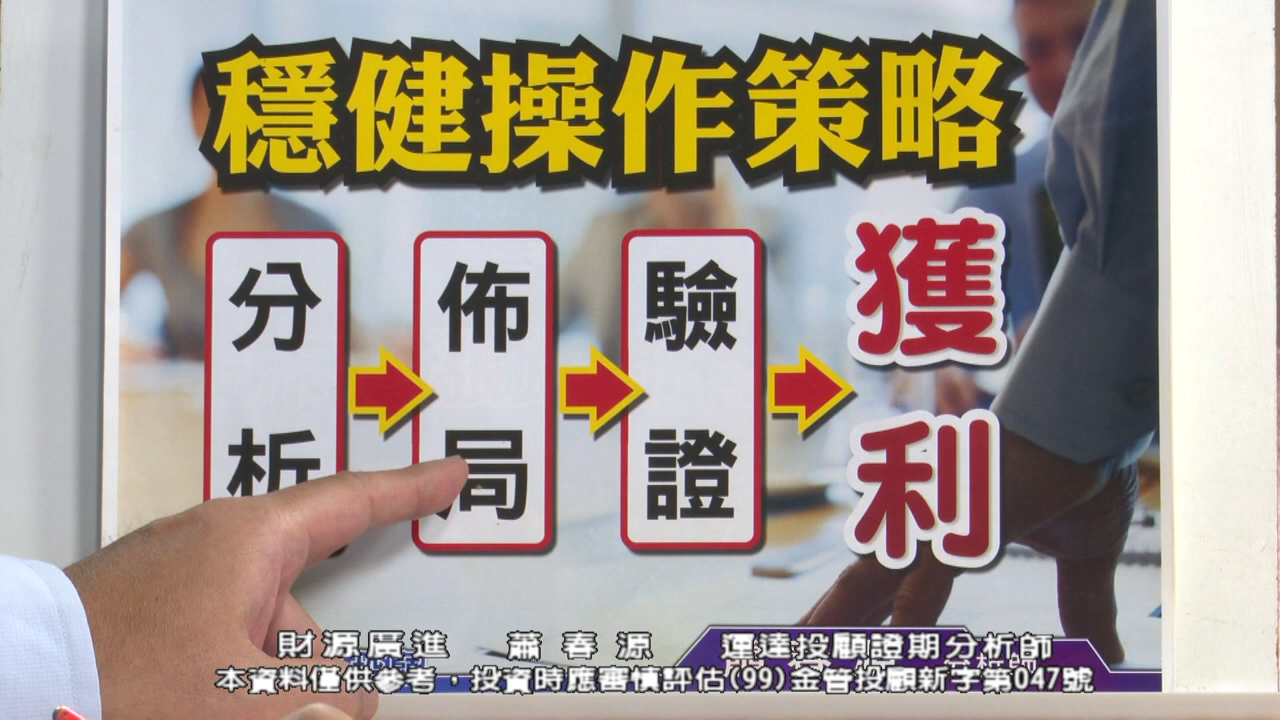 穩健操作策略
分析
佈局
驗證
獲利
財源廣進 蕭春源 運達投顧證期分析師
本資料僅供參考，投資時應審慎評估(99)金管投顧新字第047號